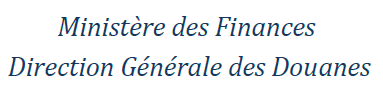 Ministère des Finances
Direction Générale des Douanes